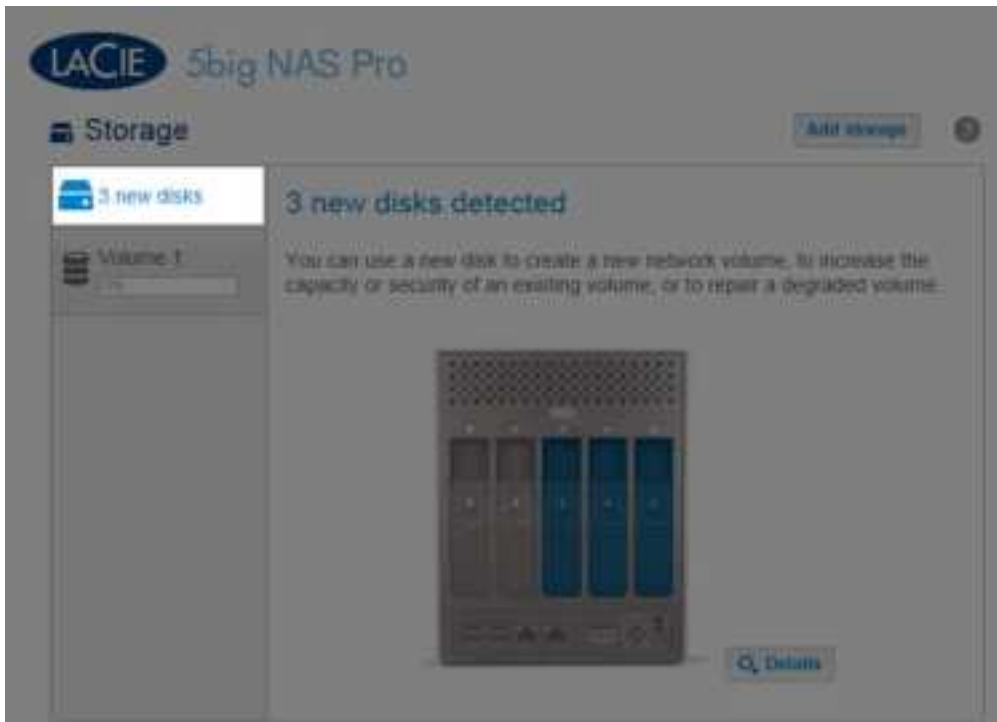 LACIE 5big NAS Pro
Storage
Add storage
?
3 new disks
Volume 1
3 new disks detected
You can use a new disk to create a new network volume, to increase the
capacity or security of an existing volume, or to repair a degraded volume.
Details